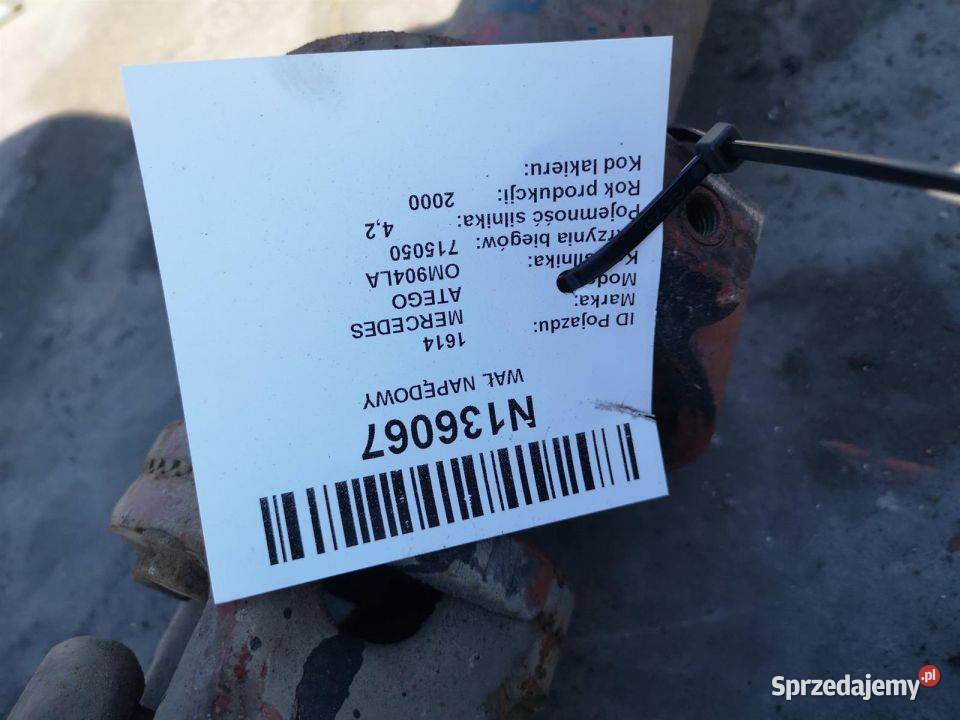 N136067
WAŁ NAPĘDOWY
ID Pojazdu: 1614
Marka: MERCEDES
ATEGO
silnika: OM904LA
biegów: 715050
Pojemność silnika: 4,2
Rok produkcji: 2000
Kod lakieru:
Sprzedajemy.pl